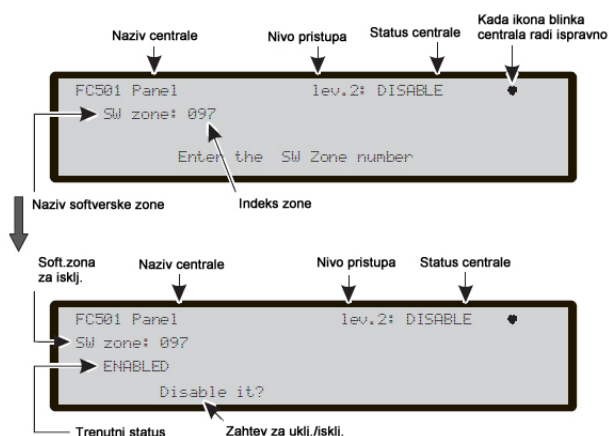 Naziv centrale
Nivo pristupa
Status centrale
Kada ikona blinka
centrala radi ispravno
FC501 Panel lev.2: DISABLE
SW zone: 097
Enter the SW Zone number
Naziv softverske zone
Indeks zone
Soft.zona
za isklj.
Naziv centrale
Nivo pristupa
Status centrale
FC501 Panel lev.2: DISABLE
SW zone: 097
ENABLED
Disable it?
Trenutni status
Zahtev za uklj./isklj.